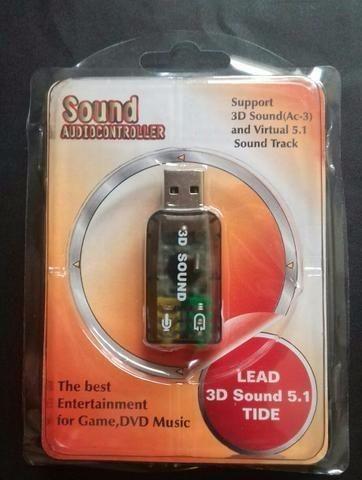 Sound
AUDIOCONTROLLER
Support
3D Sound(Ac-3)
and Virtual 5.1
Sound Track
3D SOUND
LEAD
3D Sound 5.1
TIDE
The best
Entertainment
for Game,DVD Music